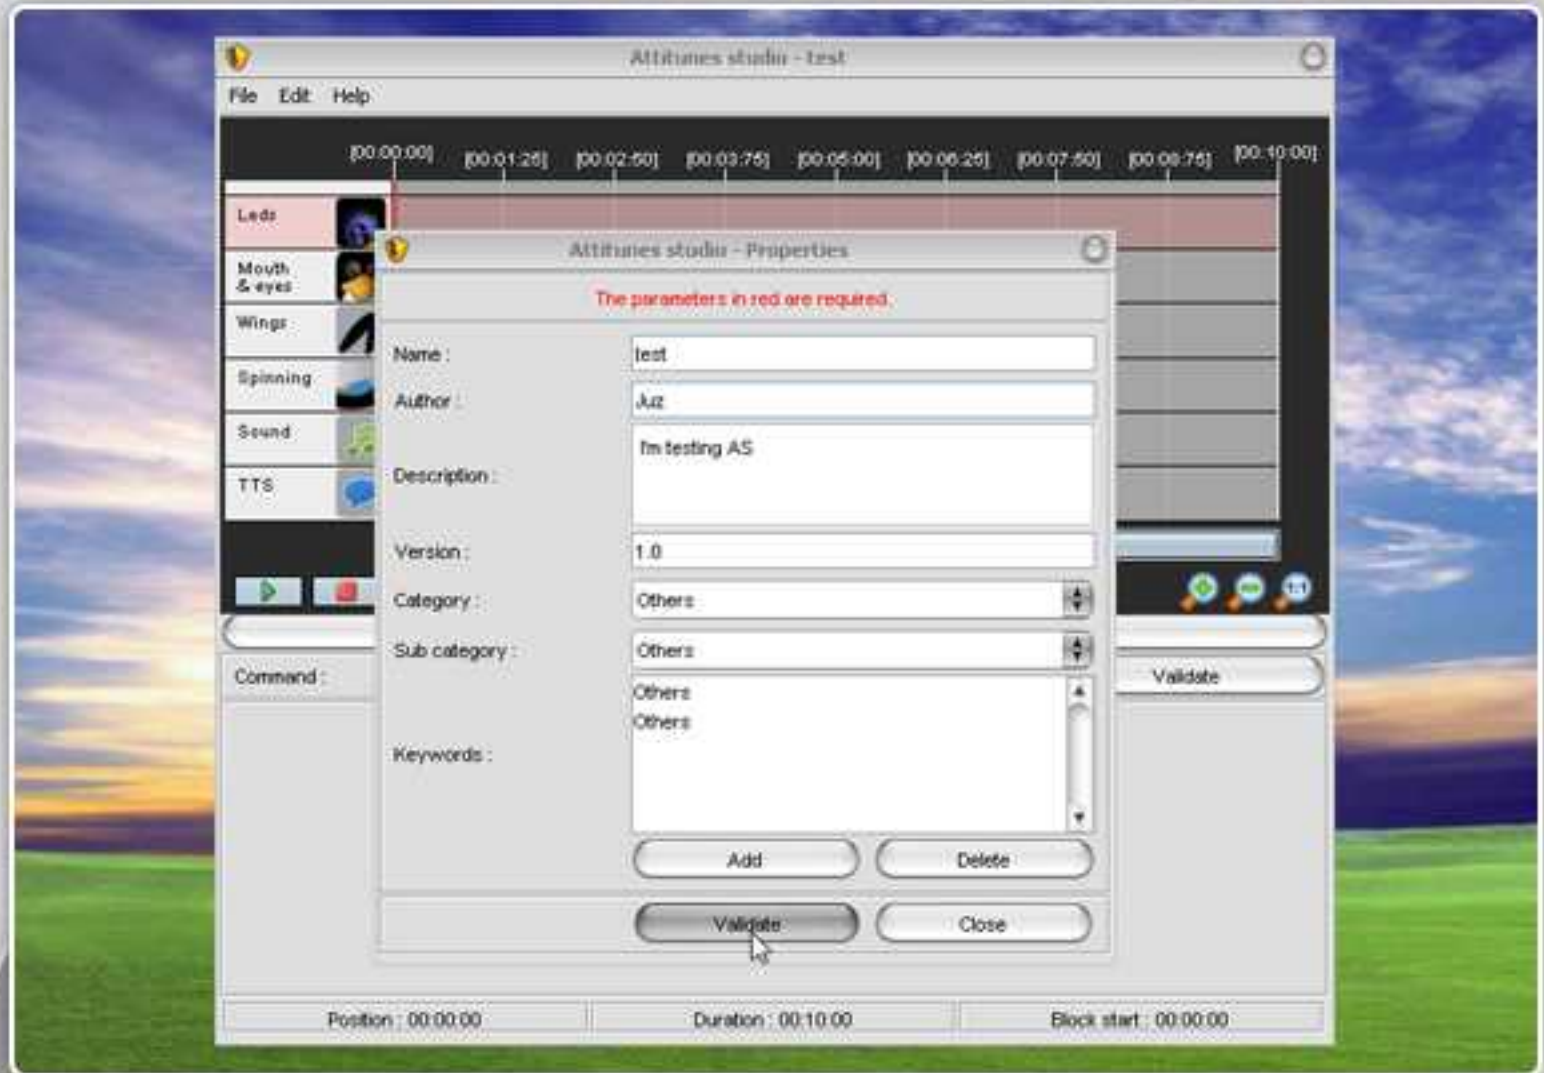 Attitunes studio - test
File Edit Help
[00:00:00] [00:01:25] [00:02:50] [00:03:75] [00:05:00] [00:06:25] [00:07:50] [00:08:75] [00:10:00]
Leds
Mouth
& eyes
Wings
Spinning
Sound
TTS
Attitunes studio - Properties
The parameters in red are required.
Name : test
Author : Juz
Description : I'm testing AS
Version : 1.0
Category : Others
Sub category : Others
Keywords :
Others
Others
Add Delete
Validate Close
1:1
Command : Validate
Position : 00:00:00 Duration : 00:10:00 Block start : 00:00:00